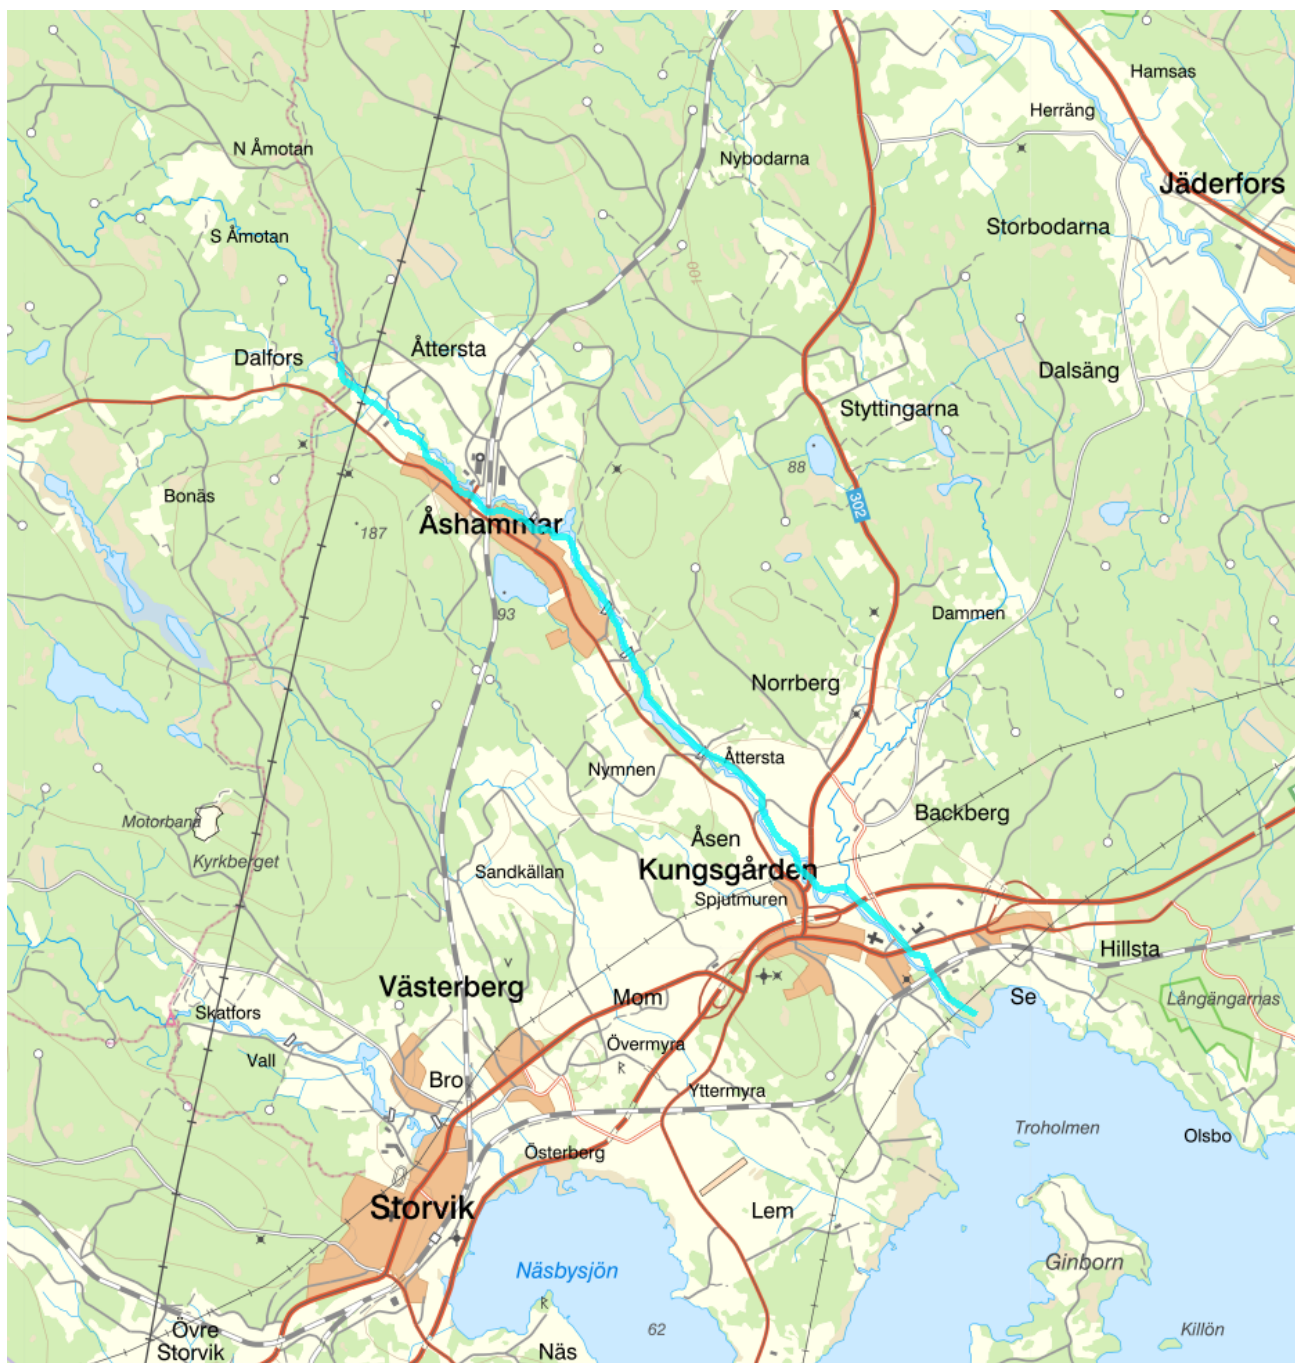 Hamsas
Herräng
N Åmotan
Nybodarna
Jäderfors
S Åmotan
Storbodarna
100
Dalfors
Åttersta
Dalsäng
Styttingarna
88
Bonäs
302
187
Åshammar
93
Dammen
Norrberg
Nymnen
Åttersta
Backberg
Motorbana
Åsen
Kyrkberget
Sandkällan
Kungsgården
Spjutmuren
Hillsta
Västerberg
Mom
Se
Långängarnas
Skatfors
Övermyra
Vall
Bro
Yttermyra
Troholmen
Olsbo
Österberg
Storvik
Lem
Näsbysjön
Ginborn
Övre
Storvik
62
Killön
Näs